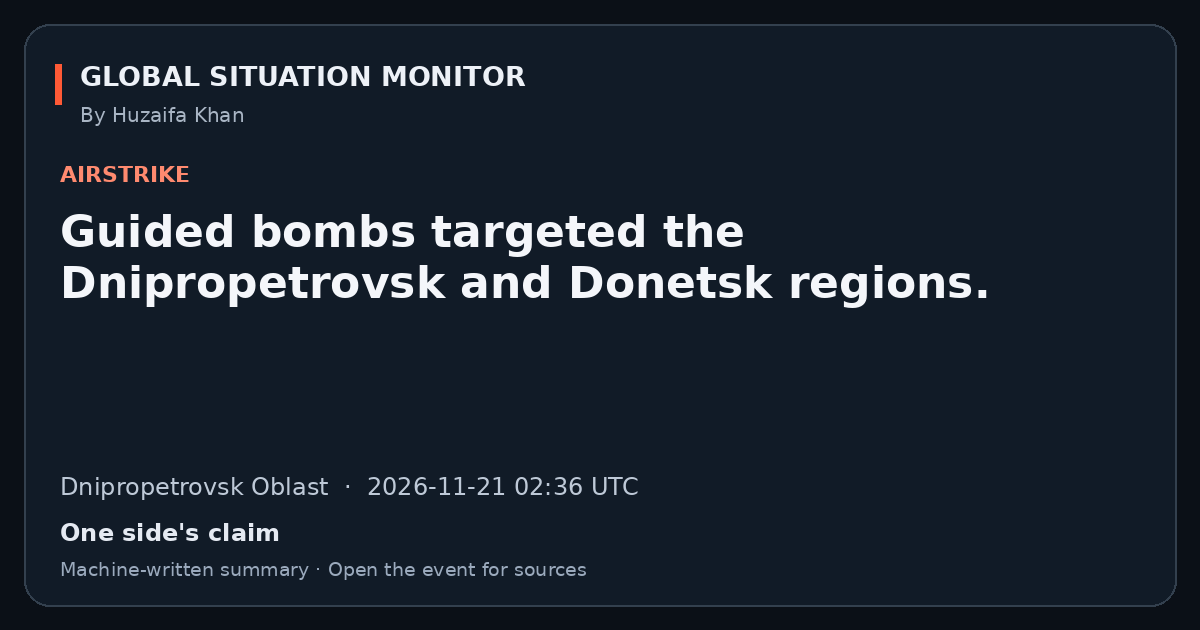 GLOBAL SITUATION MONITOR
By Huzaifa Khan
AIRSTRIKE
Guided bombs targeted the
Dnipropetrovsk and Donetsk regions.
Dnipropetrovsk Oblast · 2026-11-21 02:36 UTC
One side's claim
Machine-written summary · Open the event for sources